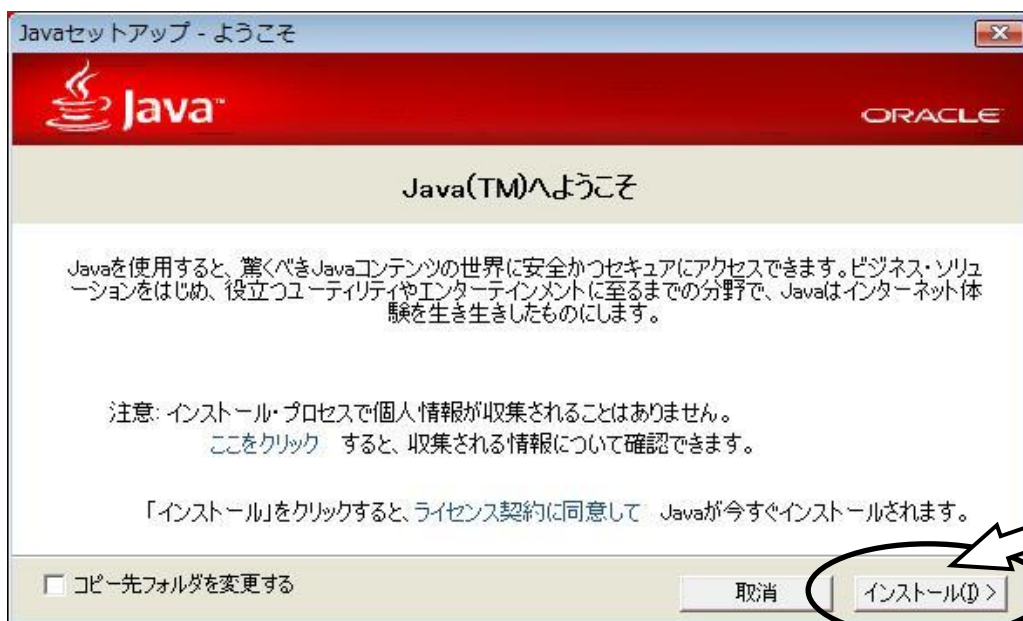 Javaセットアップ - ようこそ
Java™
ORACLE
Java(TM)へようこそ
Javaを使用すると、驚くべきJavaコンテンツの世界に安全かつセキュアにアクセスできます。ビジネス・ソリュ
ーションをはじめ、役立つユーティリティやエンターテインメントに至るまでの分野で、Javaはインターネット体
験を生き生きしたものにします。
注意: インストール・プロセスで個人情報が収集されることはありません。
ここをクリック すると、収集される情報について確認できます。
「インストール」をクリックすると、ライセンス契約に同意して Javaが今すぐインストールされます。
コピー先フォルダを変更する
取消
インストール(I) >